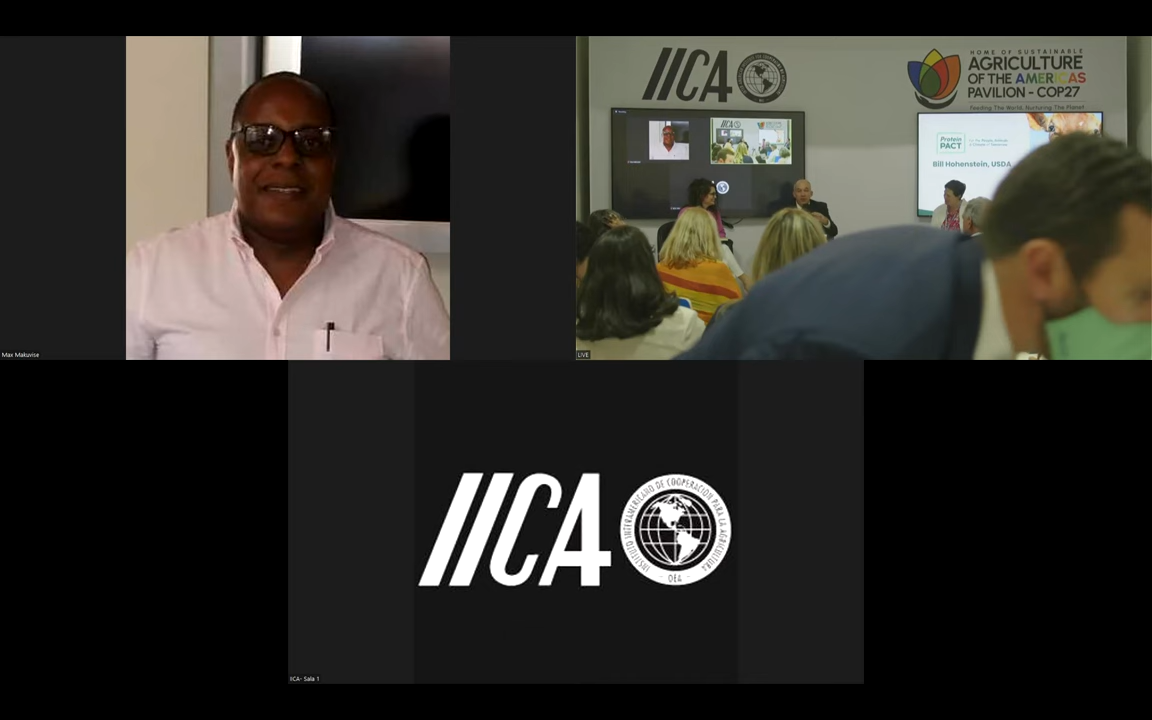 IICA
HOME OF SUSTAINABLE
AGRICULTURE
OF THE AMERICAS
PAVILION - COP27
Feeding The World. Nurturing The Planet
Protein
PACT
Bill Hohenstein, USDA
Max Makuvise
LIVE
IICA
INSTITUTO INTERAMERICANO DE COOPERACION PARA LA AGRICULTURA
- OEA -
IICA- Sala 1